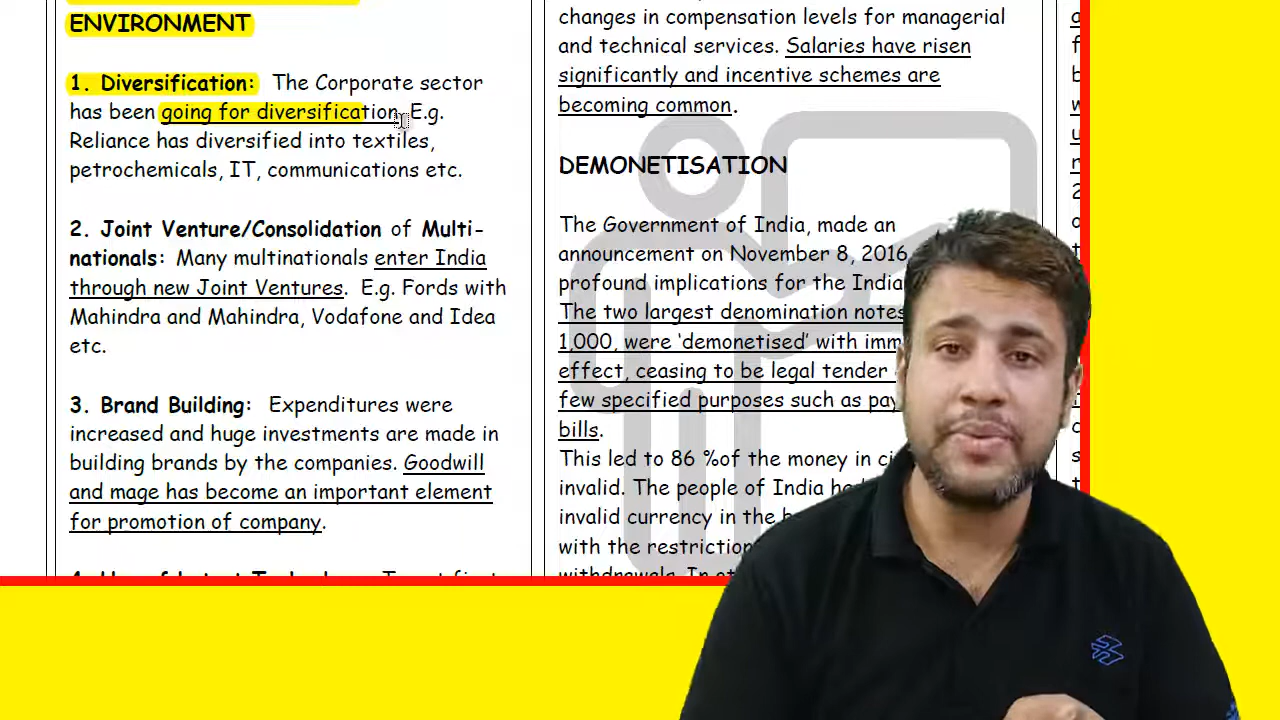 ENVIRONMENT
1. Diversification: The Corporate sector
has been going for diversification. E.g.
Reliance has diversified into textiles,
petrochemicals, IT, communications etc.
2. Joint Venture/Consolidation of Multi-
nationals: Many multinationals enter India
through new Joint Ventures. E.g. Fords with
Mahindra and Mahindra, Vodafone and Idea
etc.
3. Brand Building: Expenditures were
increased and huge investments are made in
building brands by the companies. Goodwill
and mage has become an important element
for promotion of company.
changes in compensation levels for managerial
and technical services. Salaries have risen
significantly and incentive schemes are
becoming common.
DEMONETISATION
The Government of India, made an
announcement on November 8, 2016
profound implications for the India
The two largest denomination notes
1,000, were ‘demonetised’ with imm
effect, ceasing to be legal tender
few specified purposes such as pay
bills.
This led to 86 %of the money in ci
invalid. The people of India ha
invalid currency in the b
with the restriction